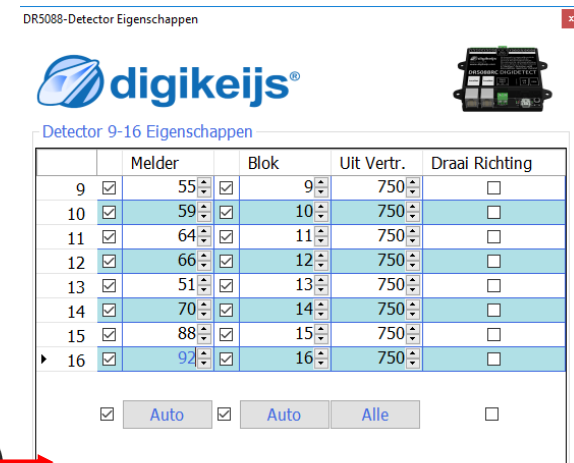 DR5088-Detector Eigenschappen x
digikeijs®
DR5088RC DIGIDETECT
Detector 9-16 Eigenschappen
Melder Blok Uit Vertr. Draai Richting
9 55 9 750
10 59 10 750
11 64 11 750
12 66 12 750
13 51 13 750
14 70 14 750
15 88 15 750
16 92 16 750
Auto Auto Alle